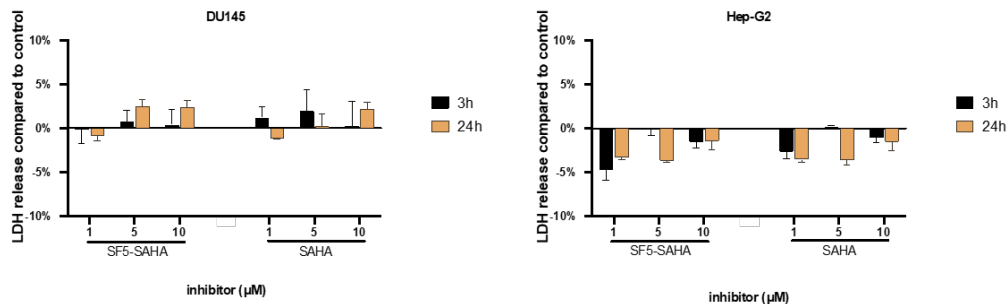 DU145
LDH release compared to control
10%
5%
0%
-5%
-10%
1 5 10 1 5 10
SF5-SAHA SAHA
inhibitor (µM)
3h
24h
Hep-G2
LDH release compared to control
10%
5%
0%
-5%
-10%
1 5 10 1 5 10
SF5-SAHA SAHA
inhibitor (µM)
3h
24h